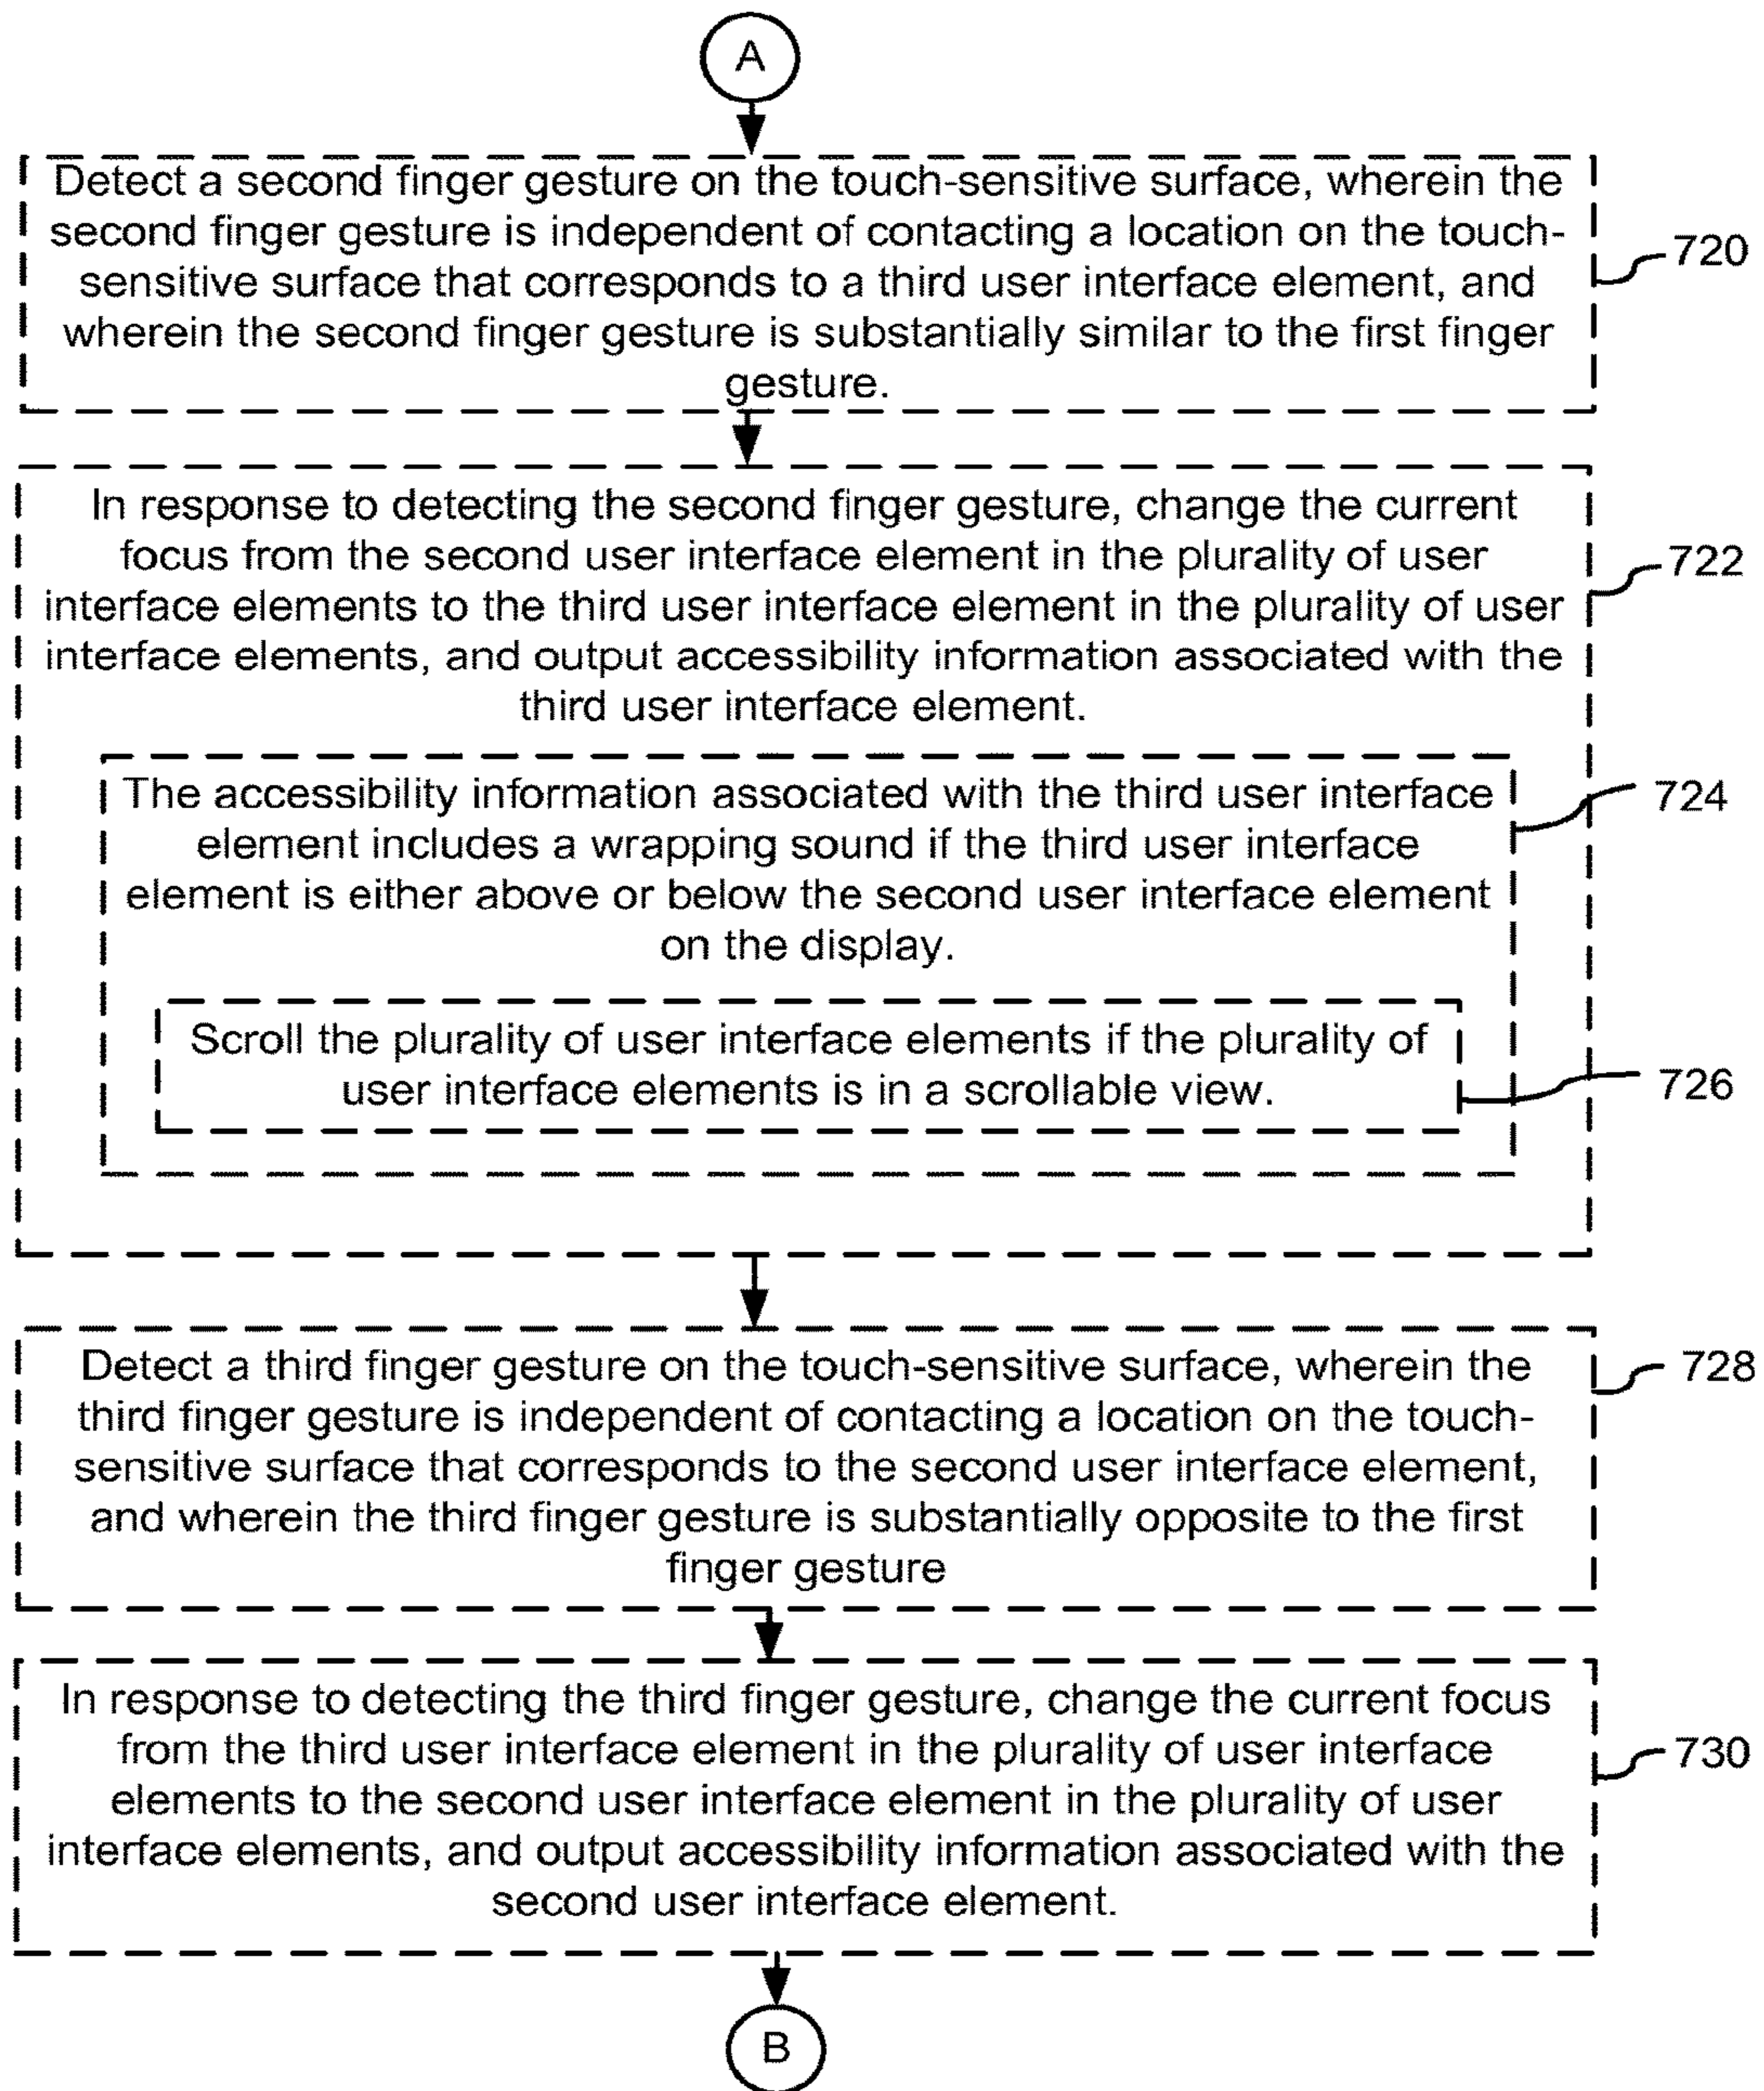 A
Detect a second finger gesture on the touch-sensitive surface, wherein the
second finger gesture is independent of contacting a location on the touch-
sensitive surface that corresponds to a third user interface element, and
wherein the second finger gesture is substantially similar to the first finger
gesture.
720
In response to detecting the second finger gesture, change the current
focus from the second user interface element in the plurality of user
interface elements to the third user interface element in the plurality of user
interface elements, and output accessibility information associated with the
third user interface element.
722
The accessibility information associated with the third user interface
element includes a wrapping sound if the third user interface
element is either above or below the second user interface element
on the display.
724
Scroll the plurality of user interface elements if the plurality of
user interface elements is in a scrollable view.
726
Detect a third finger gesture on the touch-sensitive surface, wherein the
third finger gesture is independent of contacting a location on the touch-
sensitive surface that corresponds to the second user interface element,
and wherein the third finger gesture is substantially opposite to the first
finger gesture
728
In response to detecting the third finger gesture, change the current focus
from the third user interface element in the plurality of user interface
elements to the second user interface element in the plurality of user
interface elements, and output accessibility information associated with the
second user interface element.
730
B